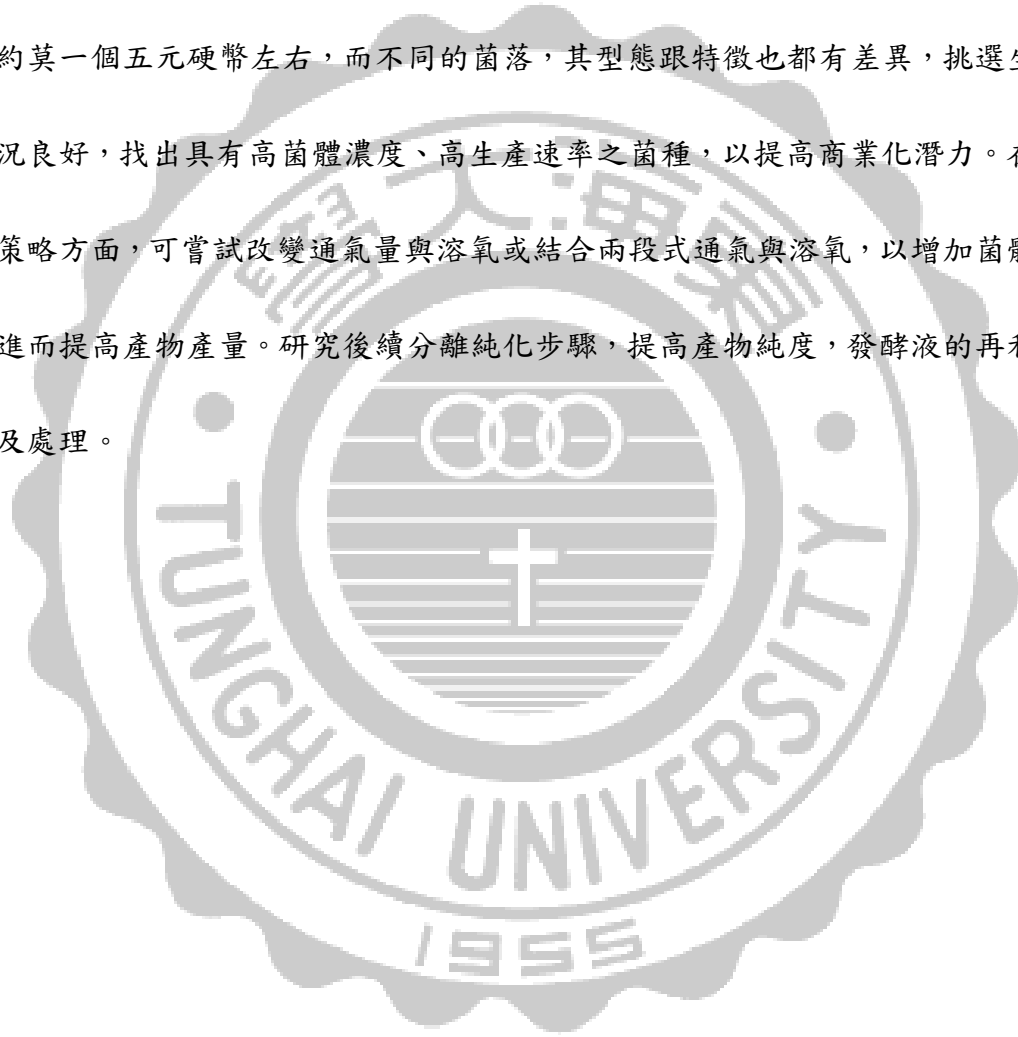 約莫一個五元硬幣左右，而不同的菌落，其型態跟特徵也都有差異，挑選
況良好，找出具有高菌體濃度、高生產速率之菌種，以提高商業化潛力。
策略方面，可嘗試改變通氣量與溶氧或結合兩段式通氣與溶氧，以增加菌
進而提高產物產量。研究後續分離純化步驟，提高產物純度，發酵液的再
及處理。
學大海東
TUNGHAI UNIVERSITY
1955